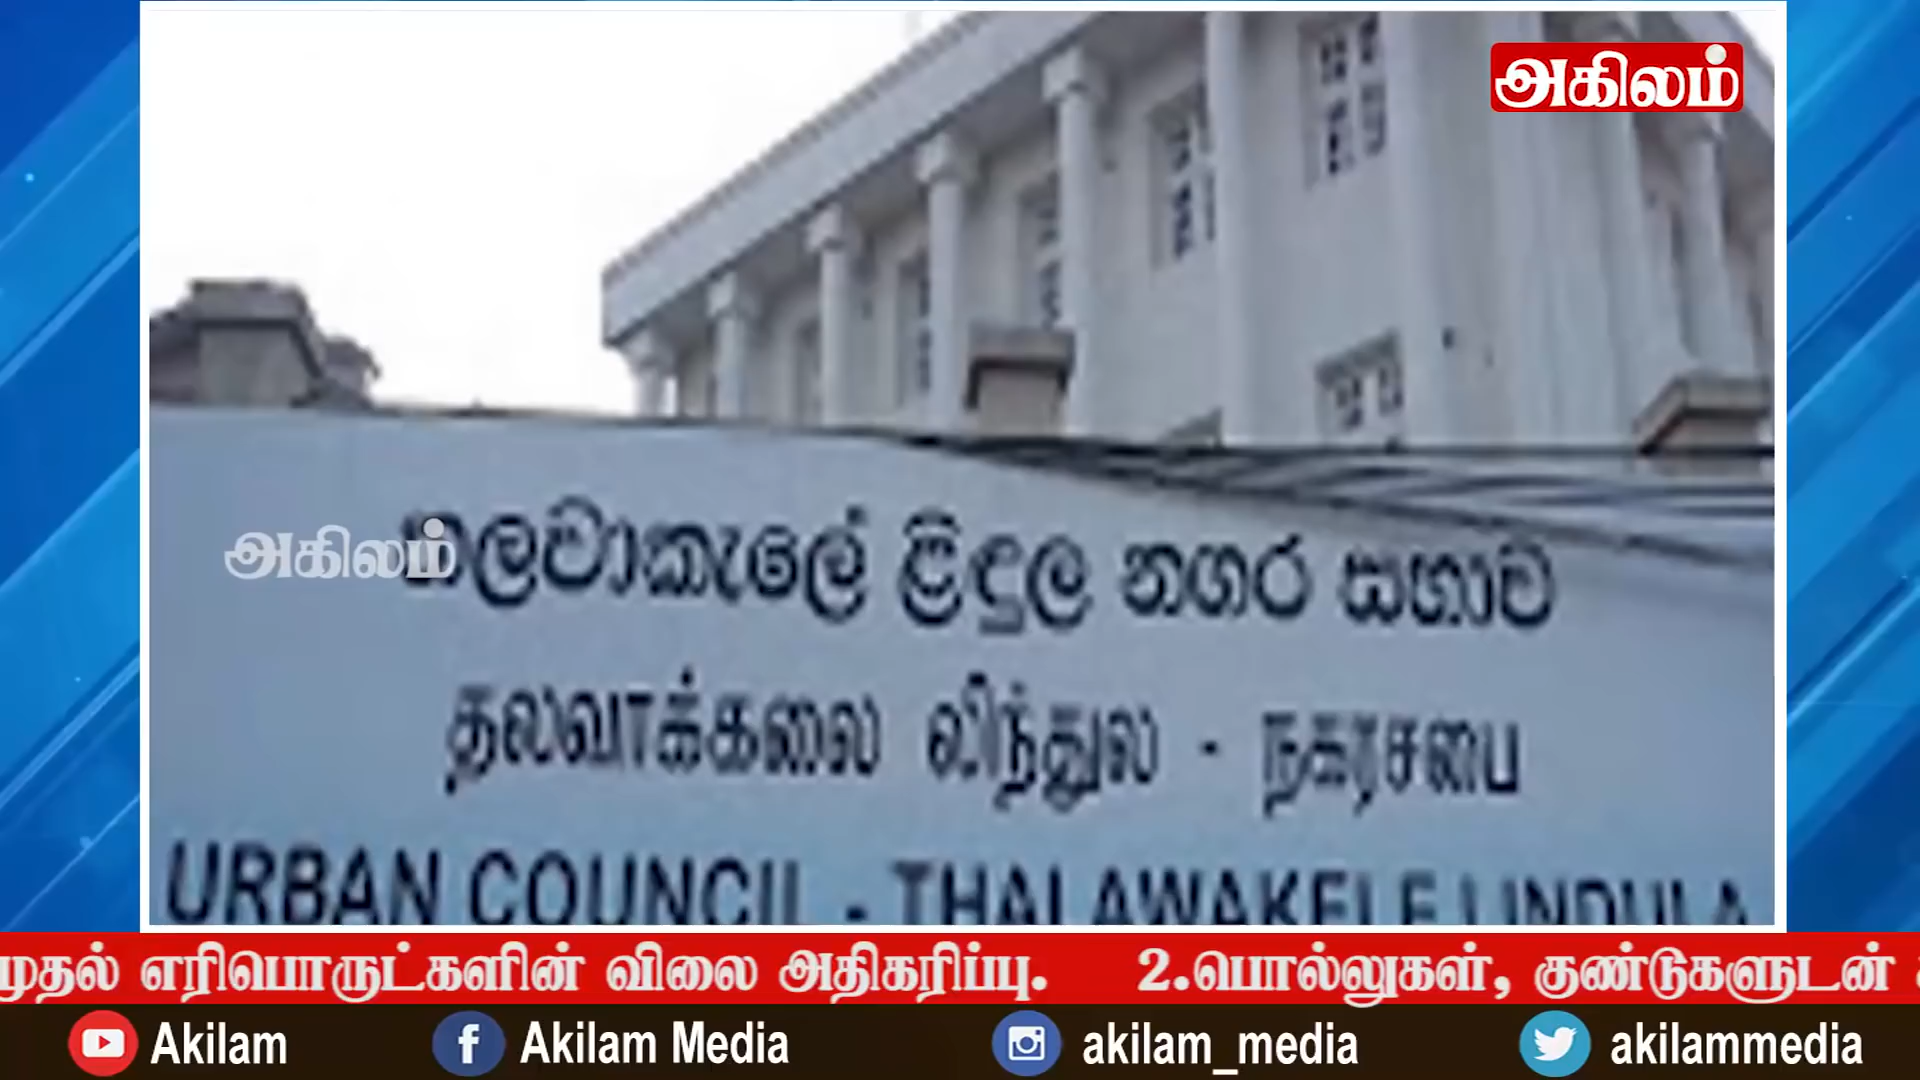 அகிலம்
தலவாக்கலை லிந்துல - நகரசபை
අகிலம்
තලවාකැලේ ළිඳුල නගර සභාව
URBAN COUNCIL - THALAWAKELE LINDULA
முதல் எரிபொருட்களின் விலை அதிகரிப்பு. 2.பொல்லுகள், குண்டுகளுடன்
Akilam Akilam Media akilam_media akilammedia